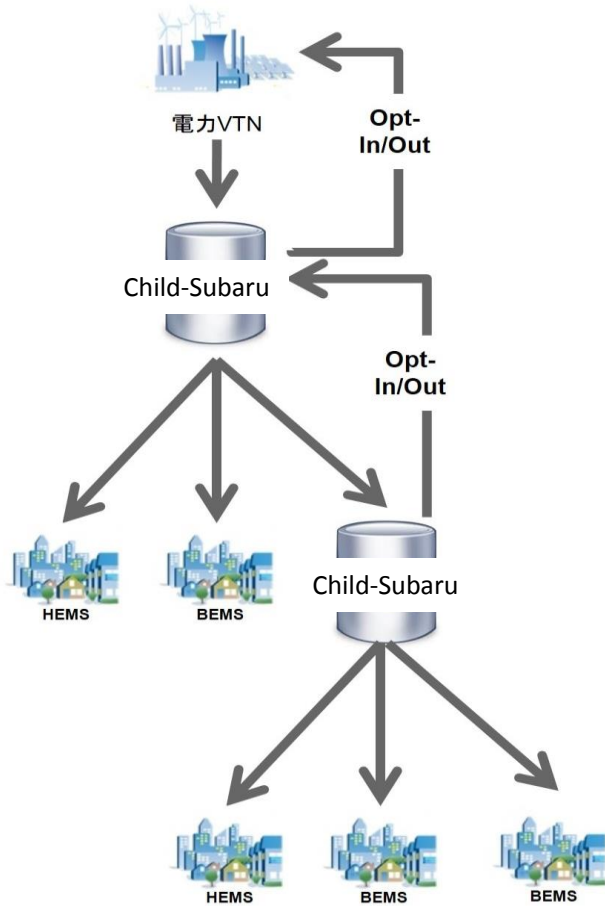 電力VTN
Opt-
In/Out
Child-Subaru
Opt-
In/Out
HEMS
BEMS
Child-Subaru
HEMS
BEMS
BEMS